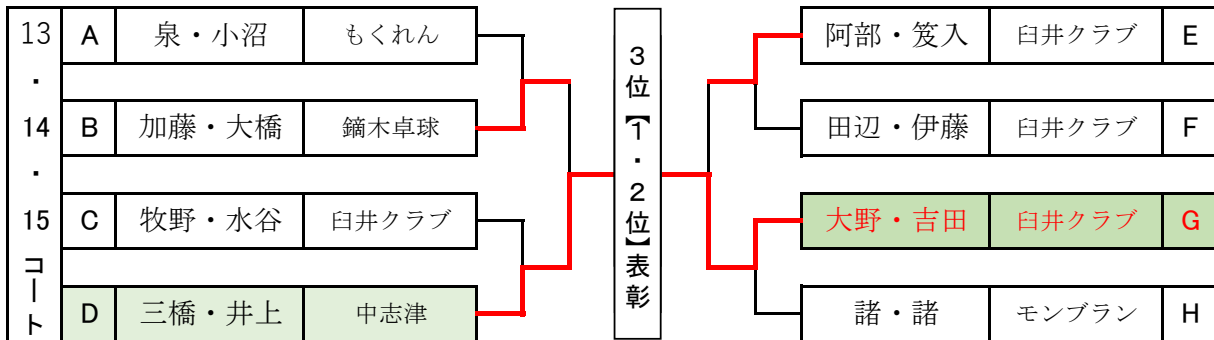 13・14・・15コート
A 泉・小沼 もくれん
B 加藤・大橋 鏑木卓球
C 牧野・水谷 臼井クラブ
D 三橋・井上 中志津
3位【1・2位】表彰
阿部・笈入 臼井クラブ E
田辺・伊藤 臼井クラブ F
大野・吉田 臼井クラブ G
諸・諸 モンブラン H